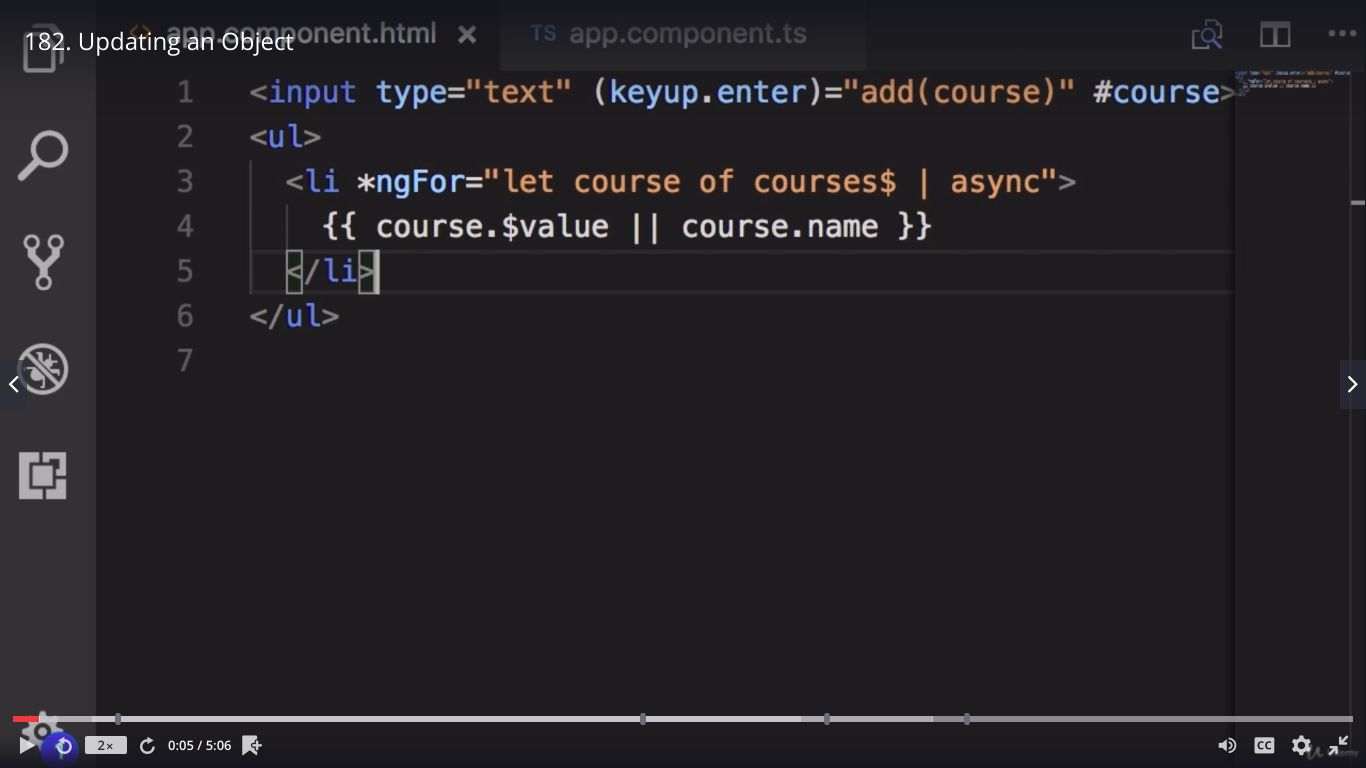 182. Updating an Object
app.component.html
TS app.component.ts
1 <input type="text" (keyup.enter)="add(course)" #course>
2 <ul>
3 <li *ngFor="let course of courses$ | async">
4 {{ course.$value || course.name }}
5 </li>
6 </ul>
7
2x 0:05 / 5:06 CC